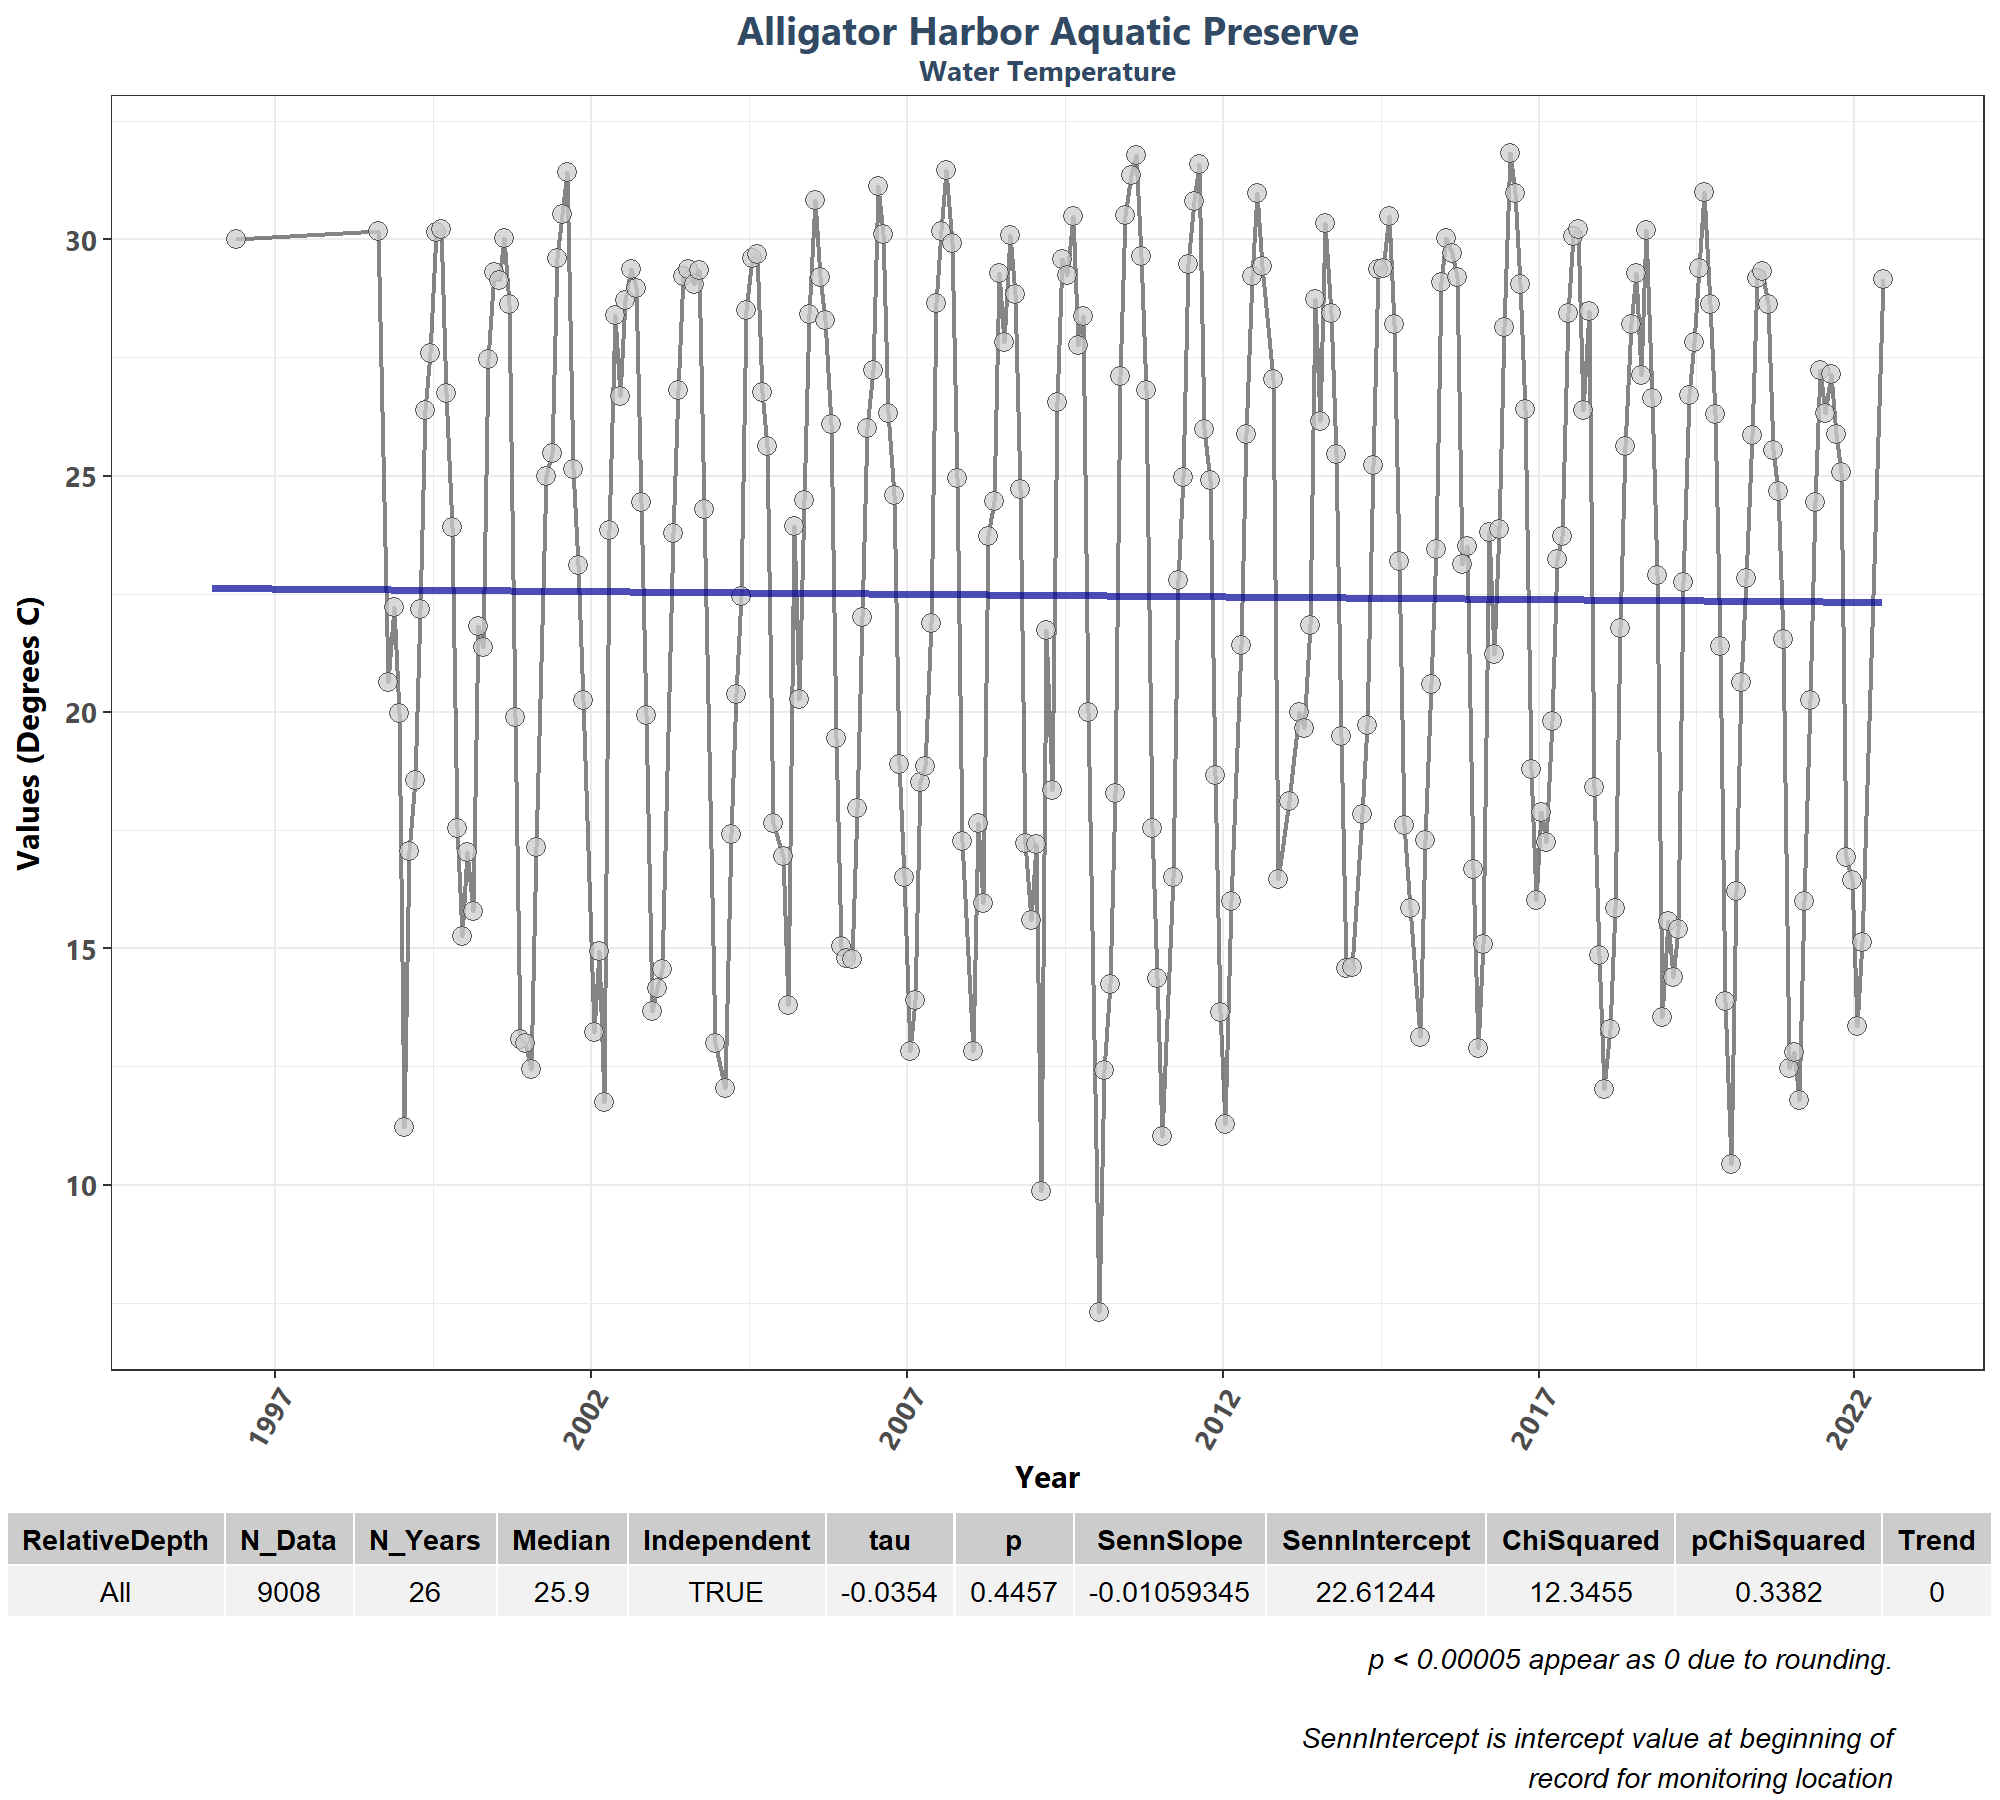 Alligator Harbor Aquatic Preserve
Water Temperature
Values (Degrees C)
30
25
20
15
10
1997 2002 2007 2012 2017 2022
Year
RelativeDepth N_Data N_Years Median Independent tau p SennSlope SennIntercept ChiSquared pChiSquared Trend
All 9008 26 25.9 TRUE -0.0354 0.4457 -0.01059345 22.61244 12.3455 0.3382 0
p < 0.00005 appear as 0 due to rounding.
SennIntercept is intercept value at beginning of
record for monitoring location